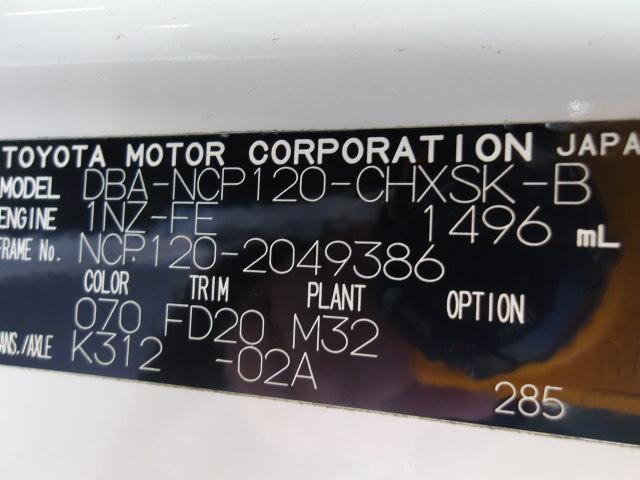 TOYOTA MOTOR CORPORATION JAPA
MODEL DBA-NCP120-CHXSK-B
ENGINE 1NZ-FE 1496 mL
FRAME No. NCP120-2049386
COLOR TRIM PLANT OPTION
070 FD20 M32
ANS./AXLE K312 -02A
285